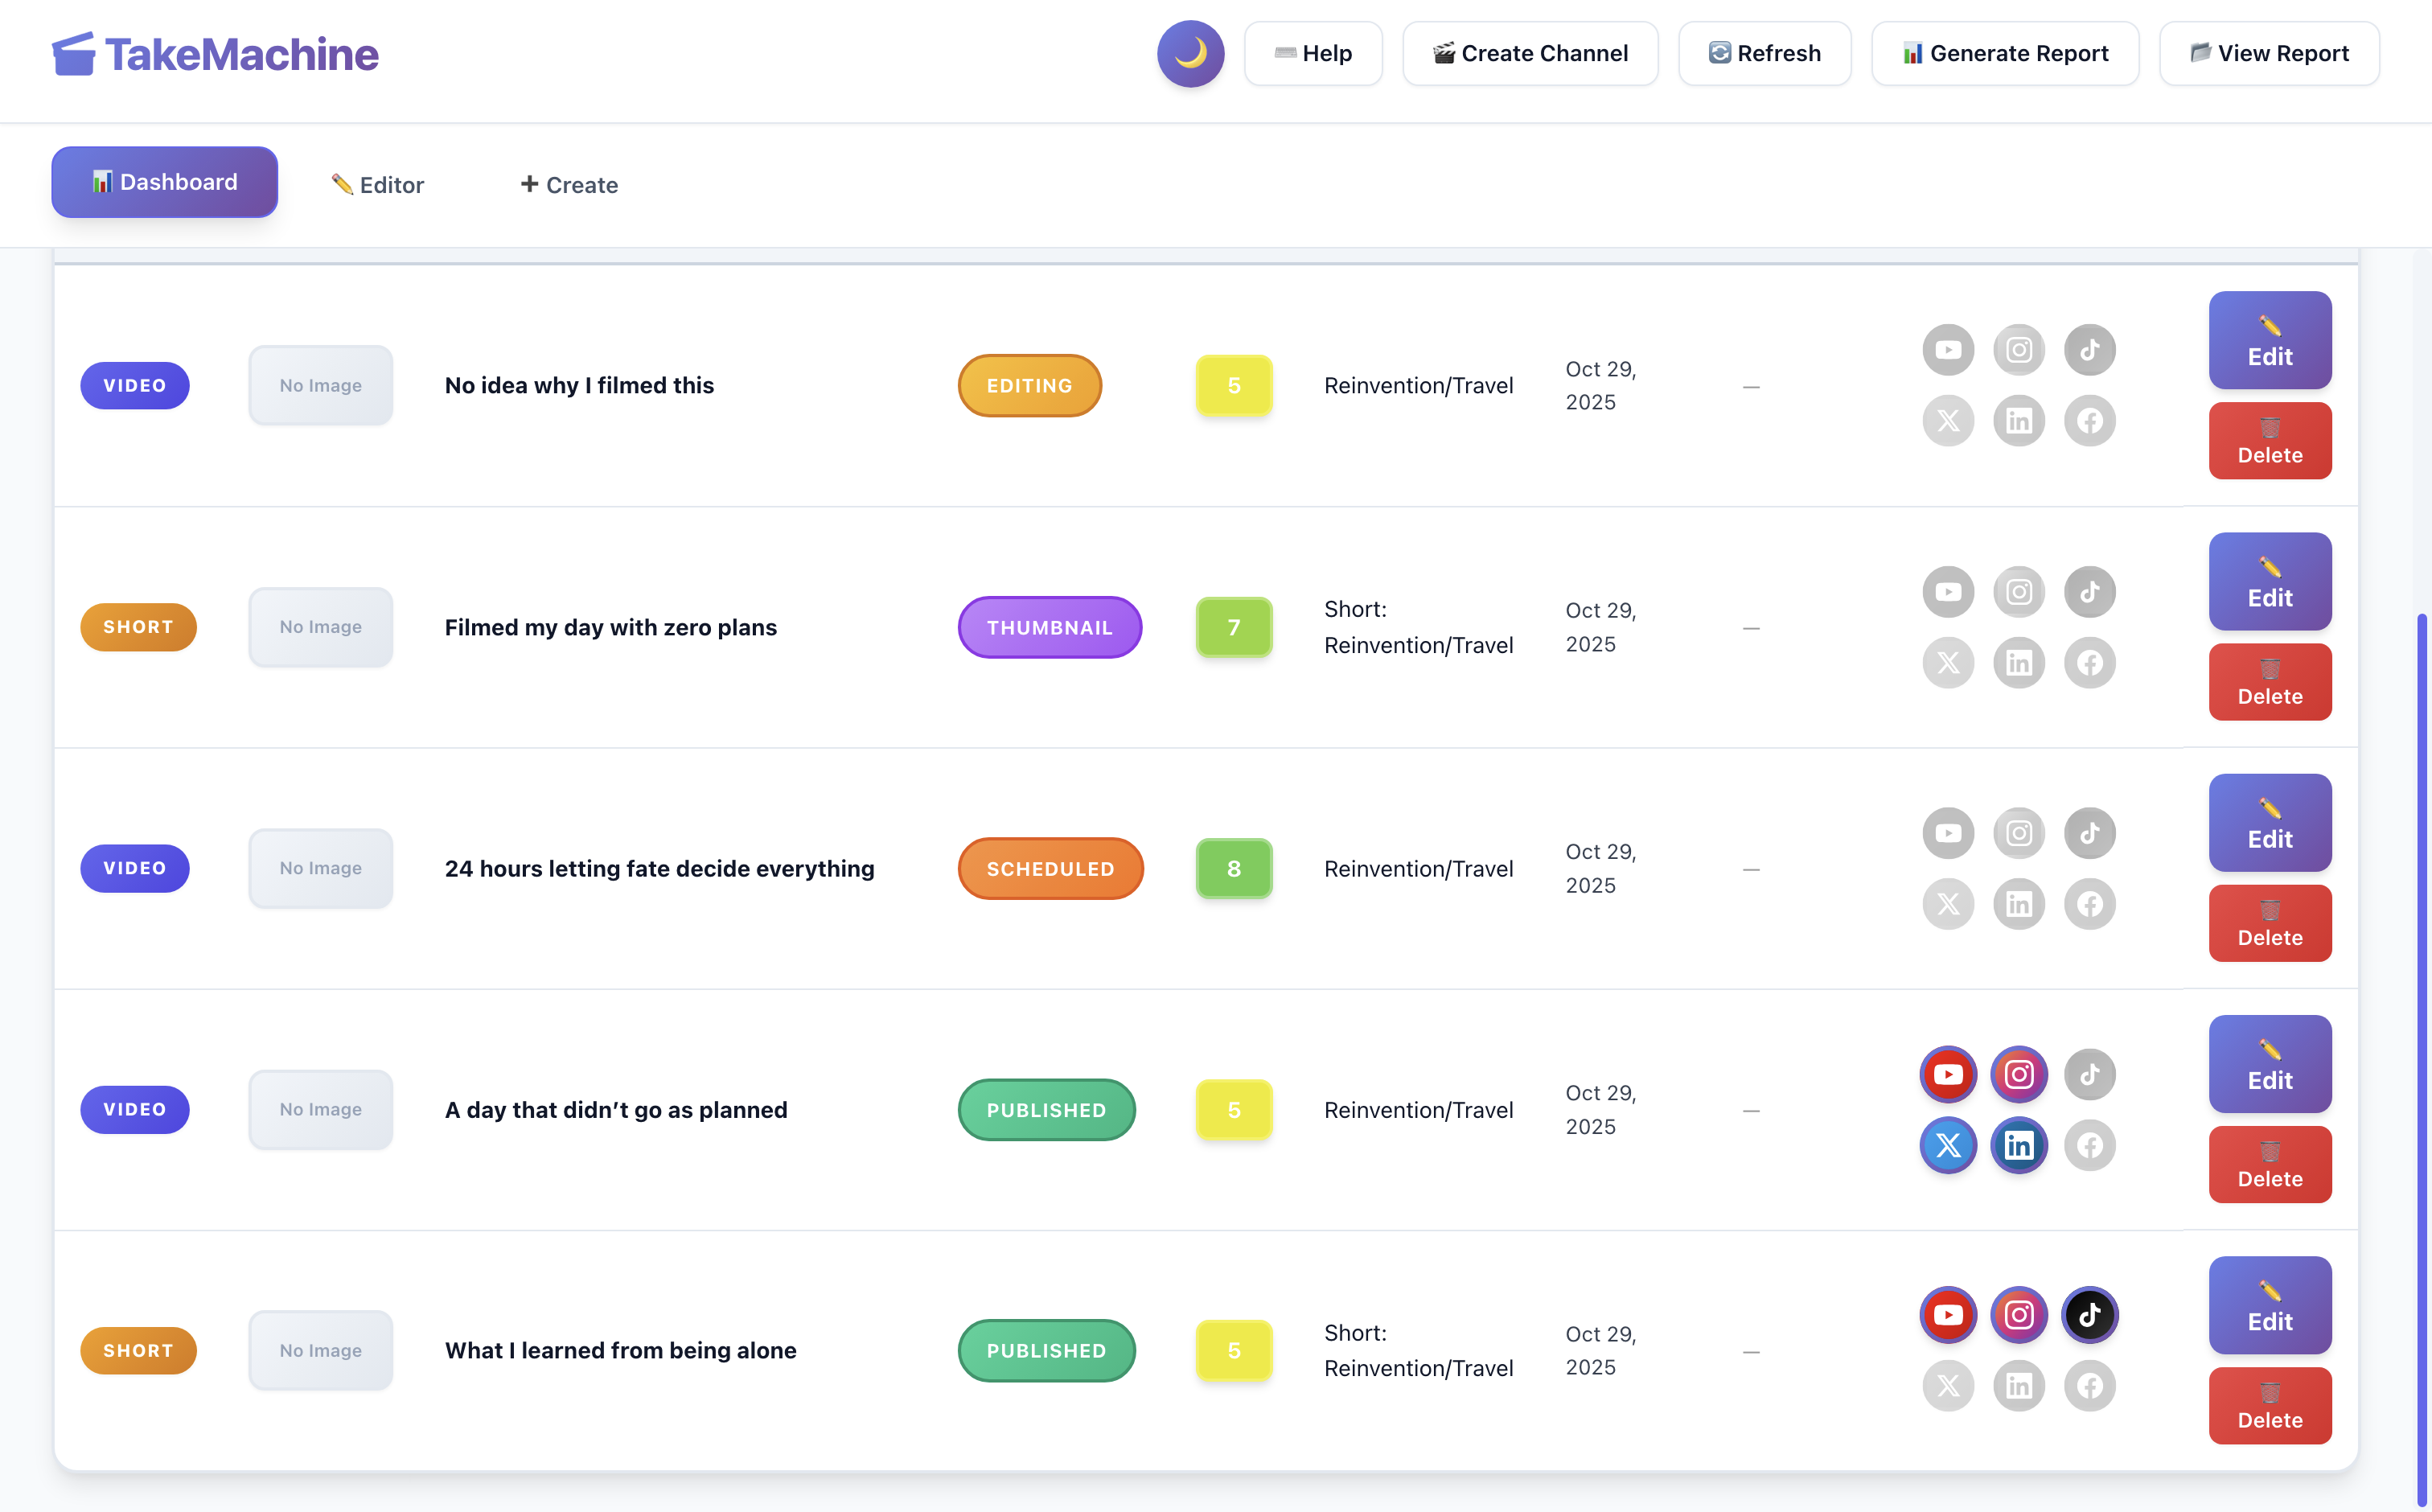 TakeMachine
Help
Create Channel
Refresh
Generate Report
View Report
Dashboard
Editor
Create
VIDEO
No Image
No idea why I filmed this
EDITING
5
Reinvention/Travel
Oct 29,
2025
—
Edit
Delete
SHORT
No Image
Filmed my day with zero plans
THUMBNAIL
7
Short:
Reinvention/Travel
Oct 29,
2025
—
Edit
Delete
VIDEO
No Image
24 hours letting fate decide everything
SCHEDULED
8
Reinvention/Travel
Oct 29,
2025
—
Edit
Delete
VIDEO
No Image
A day that didn’t go as planned
PUBLISHED
5
Reinvention/Travel
Oct 29,
2025
—
Edit
Delete
SHORT
No Image
What I learned from being alone
PUBLISHED
5
Short:
Reinvention/Travel
Oct 29,
2025
—
Edit
Delete